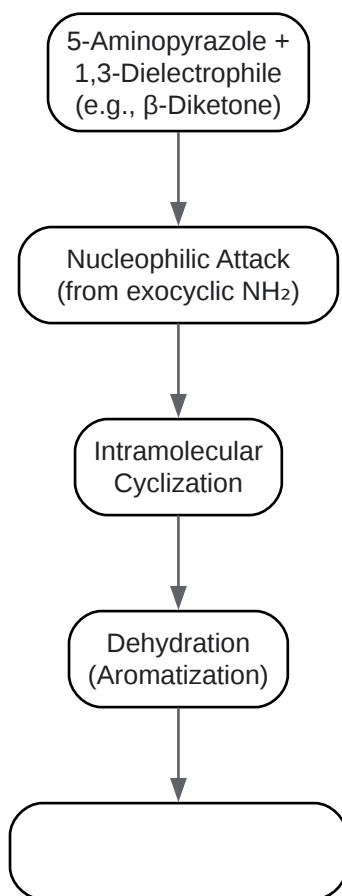 5-Aminopyrazole +
1,3-Dielectrophile
(e.g., β-Diketone)
Nucleophilic Attack
(from exocyclic NH₂)
Intramolecular
Cyclization
Dehydration
(Aromatization)